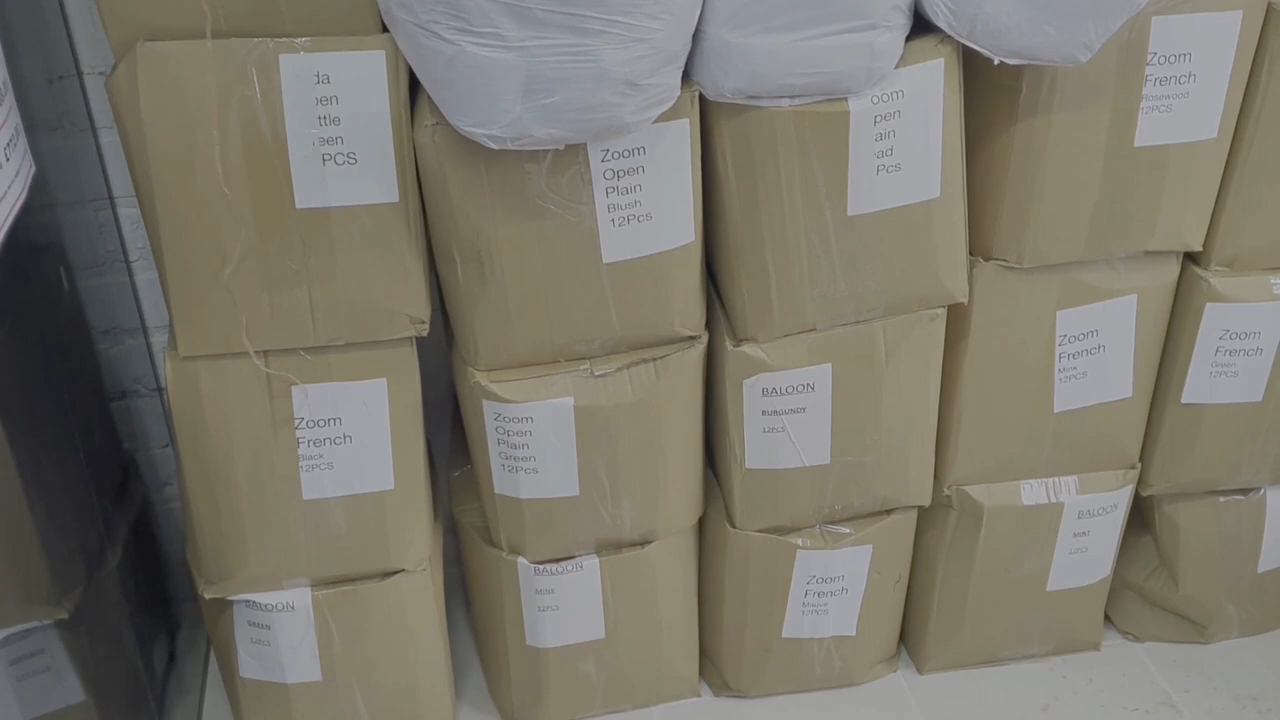 da
pen
ttle
een
PCS
Zoom
Open
Plain
Blush
12Pcs
oom
pen
ain
ad
Pcs
Zoom
French
Rosewood
12PCS
Zoom
French
Black
12PCS
Zoom
Open
Plain
Green
12Pcs
BALOON
BURGUNDY
12PCS
Zoom
French
Mink
12PCS
Zoom
French
Green
12PCS
BALOON
GREEN
12PCS
BALOON
MINK
12PCS
Zoom
French
Mauve
12PCS
BALOON
MINT
12PCS